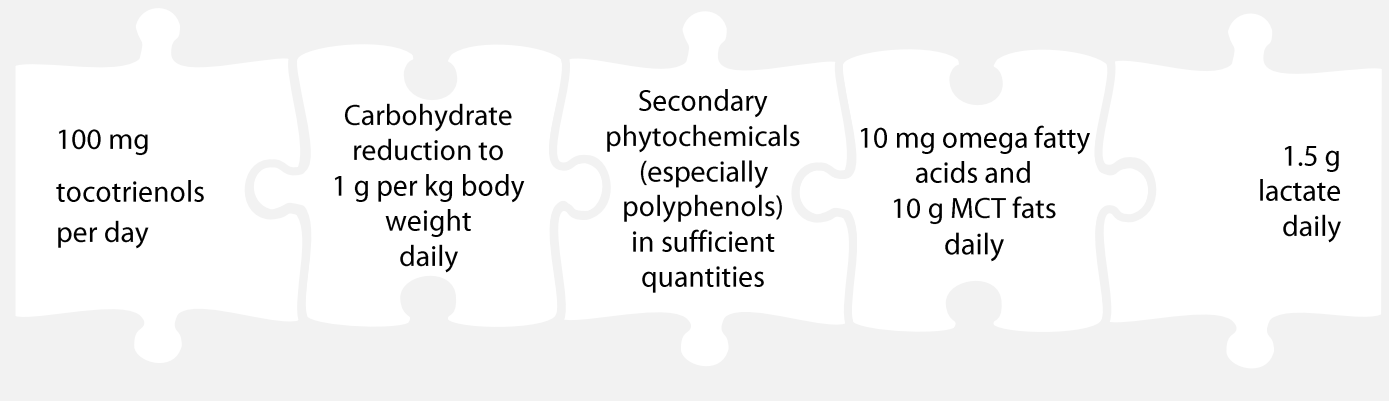 100 mg
tocotrienols
per day
Carbohydrate
reduction to
1 g per kg body
weight
daily
Secondary
phytochemicals
(especially
polyphenols)
in sufficient
quantities
10 mg omega fatty
acids and
10 g MCT fats
daily
1.5 g
lactate
daily